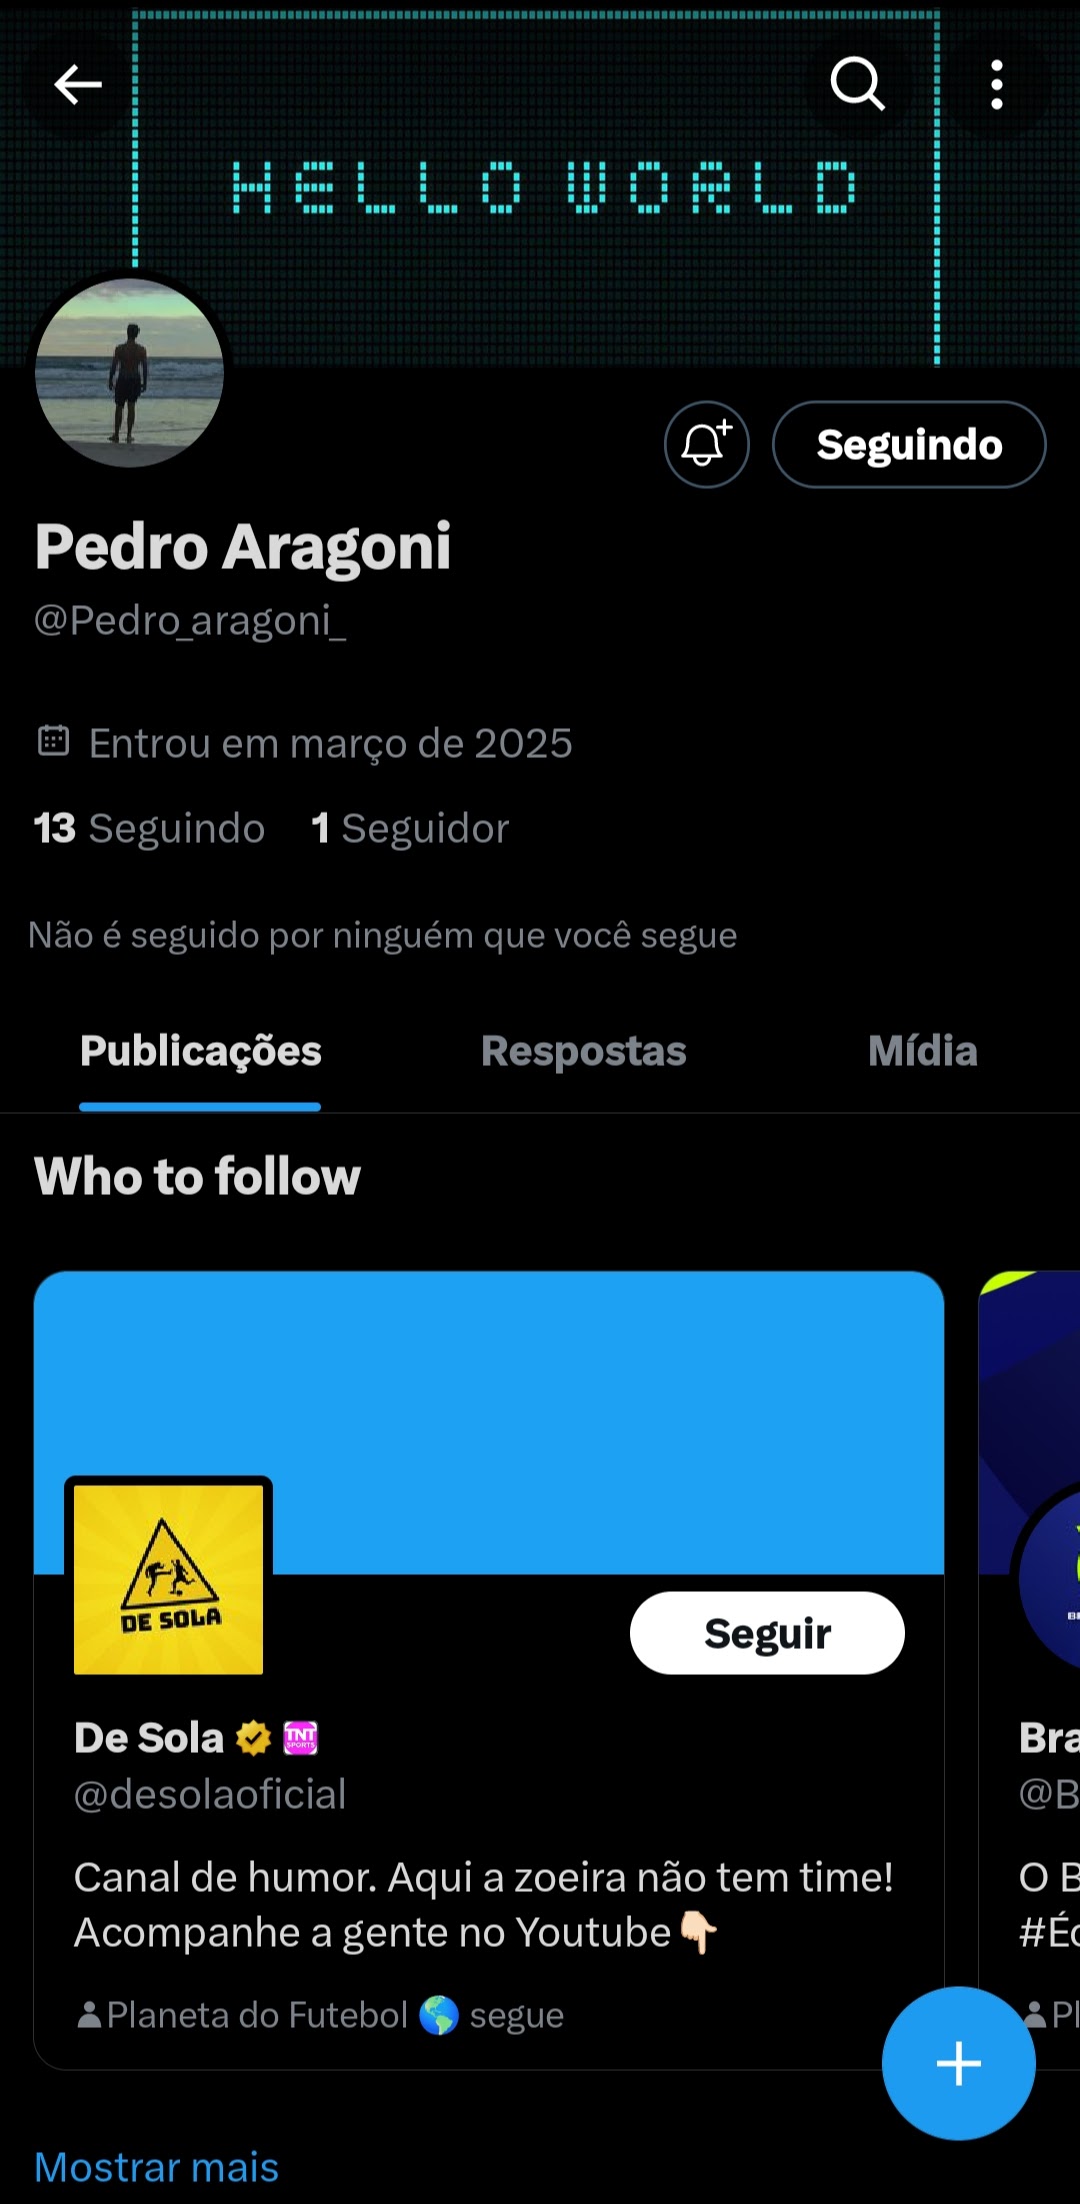 HELLO WORLD
Seguindo
Pedro Aragoni
@Pedro_aragoni_
Entrou em março de 2025
13 Seguindo 1 Seguidor
Não é seguido por ninguém que você segue
Publicações Respostas Mídia
Who to follow
DE SOLA
Seguir
De Sola TNT SPORTS
@desolaoficial
Canal de humor. Aqui a zoeira não tem time!
Acompanhe a gente no Youtube👇🏻
Planeta do Futebol 🌎 segue
Bra
@B
O B
#É
Pl
Mostrar mais